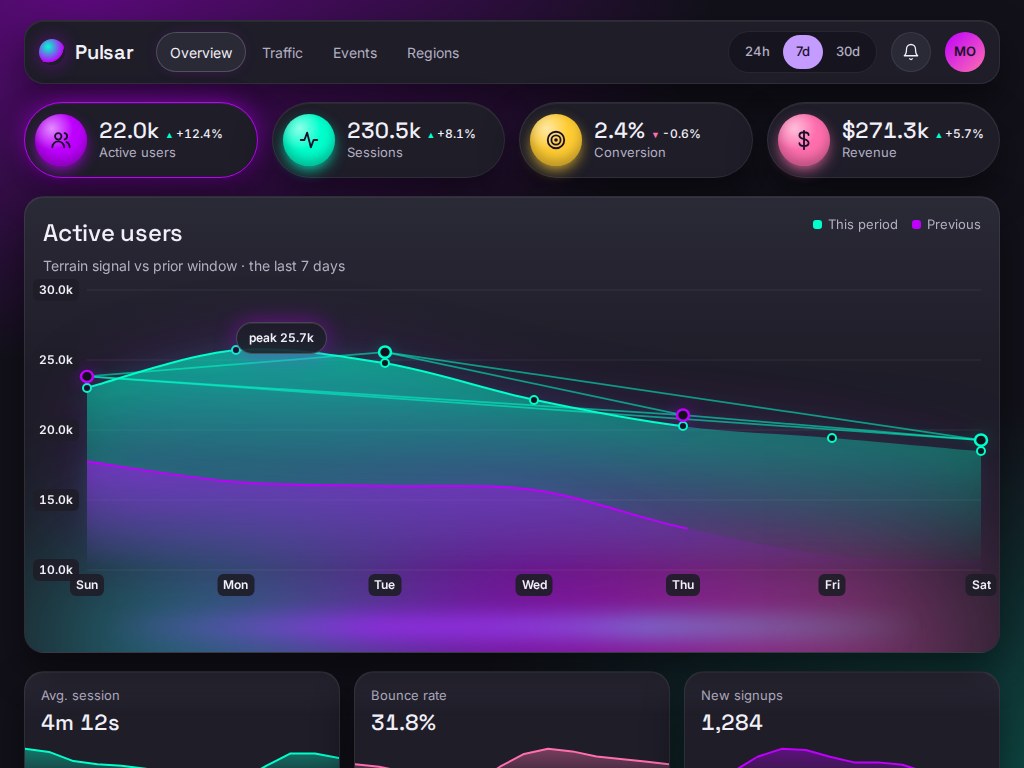 Pulsar
Overview
Traffic
Events
Regions
24h
7d
30d
MO
22.0k ▲ +12.4%
Active users
230.5k ▲ +8.1%
Sessions
2.4% ▼ -0.6%
Conversion
$271.3k ▲ +5.7%
Revenue
Active users
This period
Previous
Terrain signal vs prior window · the last 7 days
30.0k
peak 25.7k
25.0k
20.0k
15.0k
10.0k
Sun
Mon
Tue
Wed
Thu
Fri
Sat
Avg. session
4m 12s
Bounce rate
31.8%
New signups
1,284